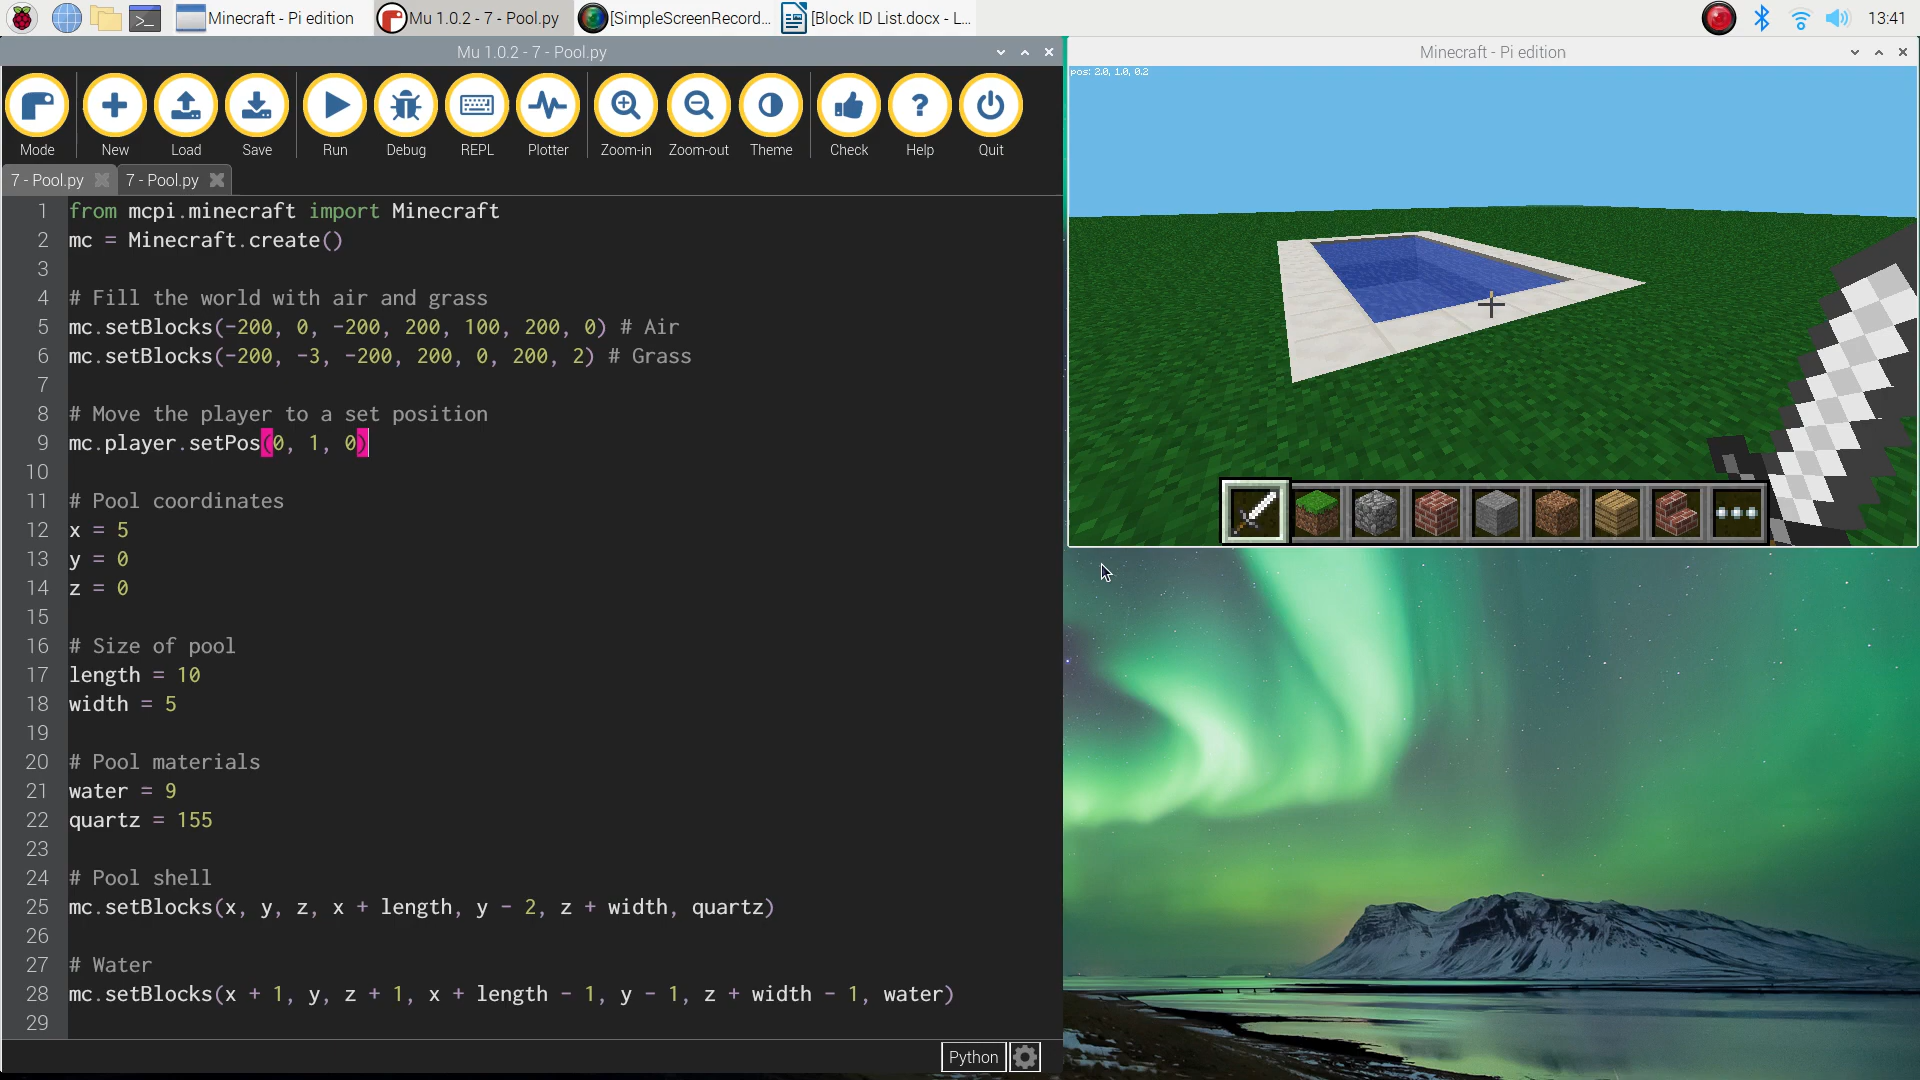 Minecraft - Pi edition
Mu 1.0.2 - 7 - Pool.py
[SimpleScreenRecord...
[Block ID List.docx - L...
13:41
Mu 1.0.2 - 7 - Pool.py
Mode
New
Load
Save
Run
Debug
REPL
Plotter
Zoom-in
Zoom-out
Theme
Check
Help
Quit
7 - Pool.py
7 - Pool.py
1 from mcpi.minecraft import Minecraft
2 mc = Minecraft.create()
3
4 # Fill the world with air and grass
5 mc.setBlocks(-200, 0, -200, 200, 100, 200, 0) # Air
6 mc.setBlocks(-200, -3, -200, 200, 0, 200, 2) # Grass
7
8 # Move the player to a set position
9 mc.player.setPos(0, 1, 0)
10
11 # Pool coordinates
12 x = 5
13 y = 0
14 z = 0
15
16 # Size of pool
17 length = 10
18 width = 5
19
20 # Pool materials
21 water = 9
22 quartz = 155
23
24 # Pool shell
25 mc.setBlocks(x, y, z, x + length, y - 2, z + width, quartz)
26
27 # Water
28 mc.setBlocks(x + 1, y, z + 1, x + length - 1, y - 1, z + width - 1, water)
29
Python
Minecraft - Pi edition
pos: 2.0, 1.0, 0.2